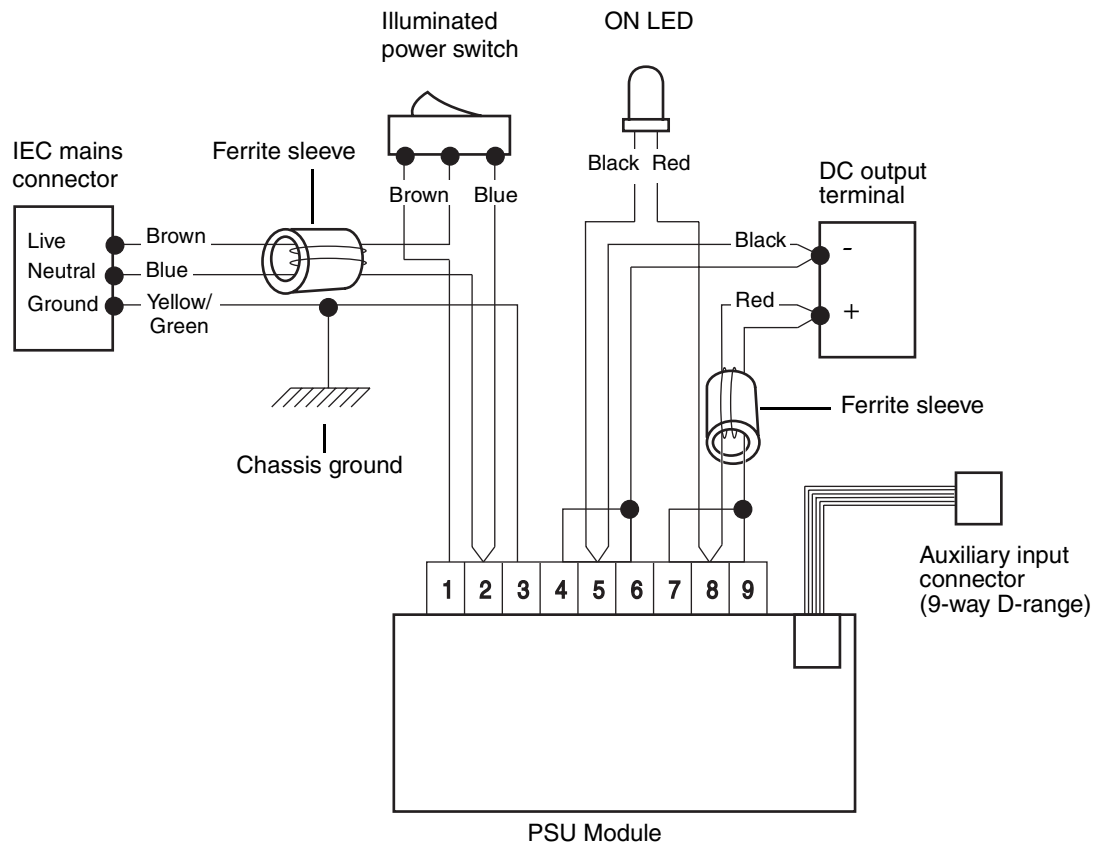 Illuminated
power switch
ON LED
IEC mains
connector
Ferrite sleeve
Black Red
DC output
terminal
Brown Blue
Live
Brown
Neutral
Blue
Ground
Yellow/
Green
Black
-
Red
+
Ferrite sleeve
Chassis ground
Auxiliary input
connector
(9-way D-range)
1 2 3 4 5 6 7 8 9
PSU Module